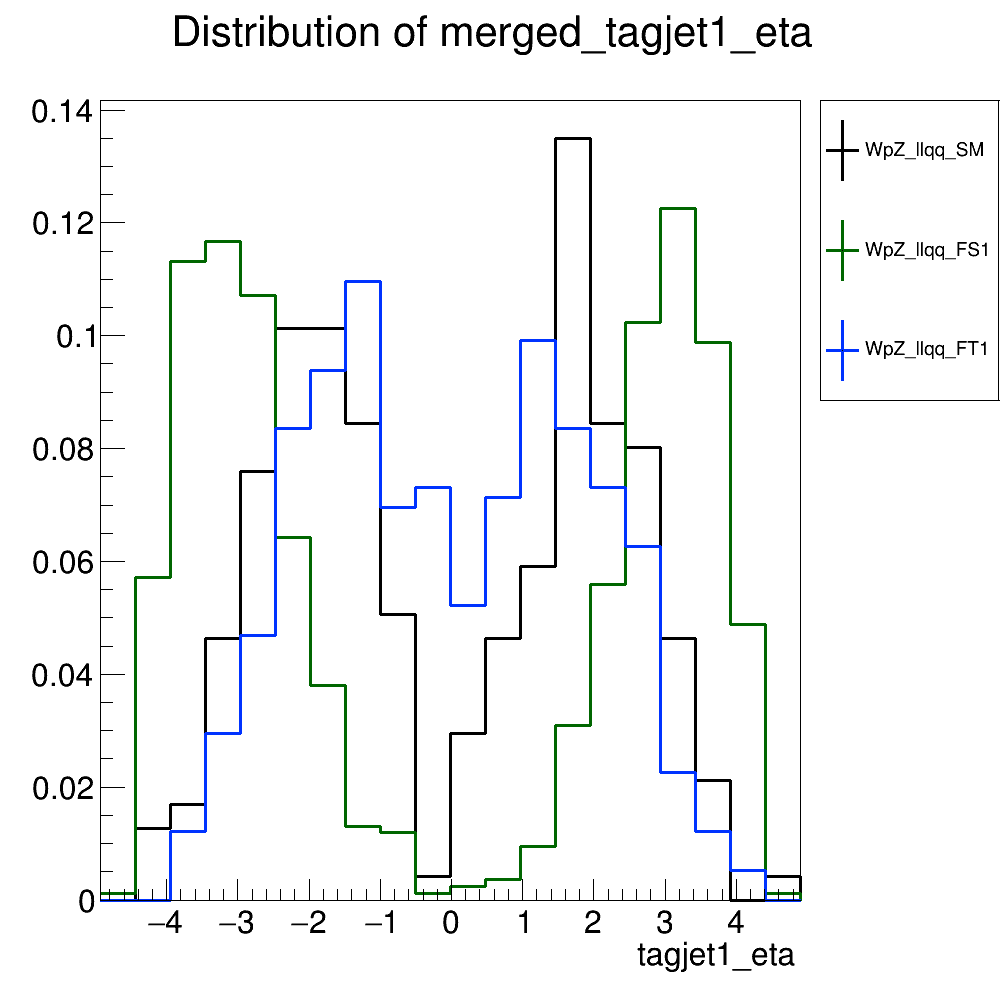 Distribution of merged_tagjet1_eta
0.14
0.12
0.1
0.08
0.06
0.04
0.02
0
−4 −3 −2 −1 0 1 2 3 4
tagjet1_eta
WpZ_llqq_SM
WpZ_llqq_FS1
WpZ_llqq_FT1